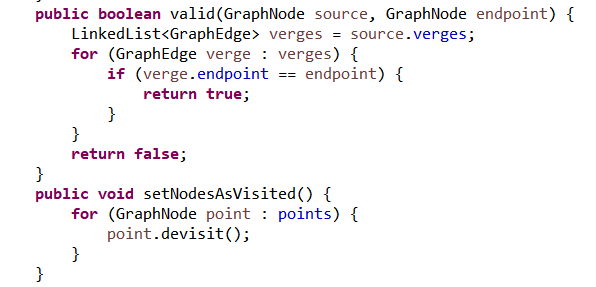 public boolean valid(GraphNode source, GraphNode endpoint) {
LinkedList<GraphEdge> verges = source.verges;
for (GraphEdge verge : verges) {
if (verge.endpoint == endpoint) {
return true;
}
}
return false;
}
public void setNodesAsVisited() {
for (GraphNode point : points) {
point.devisit();
}
}